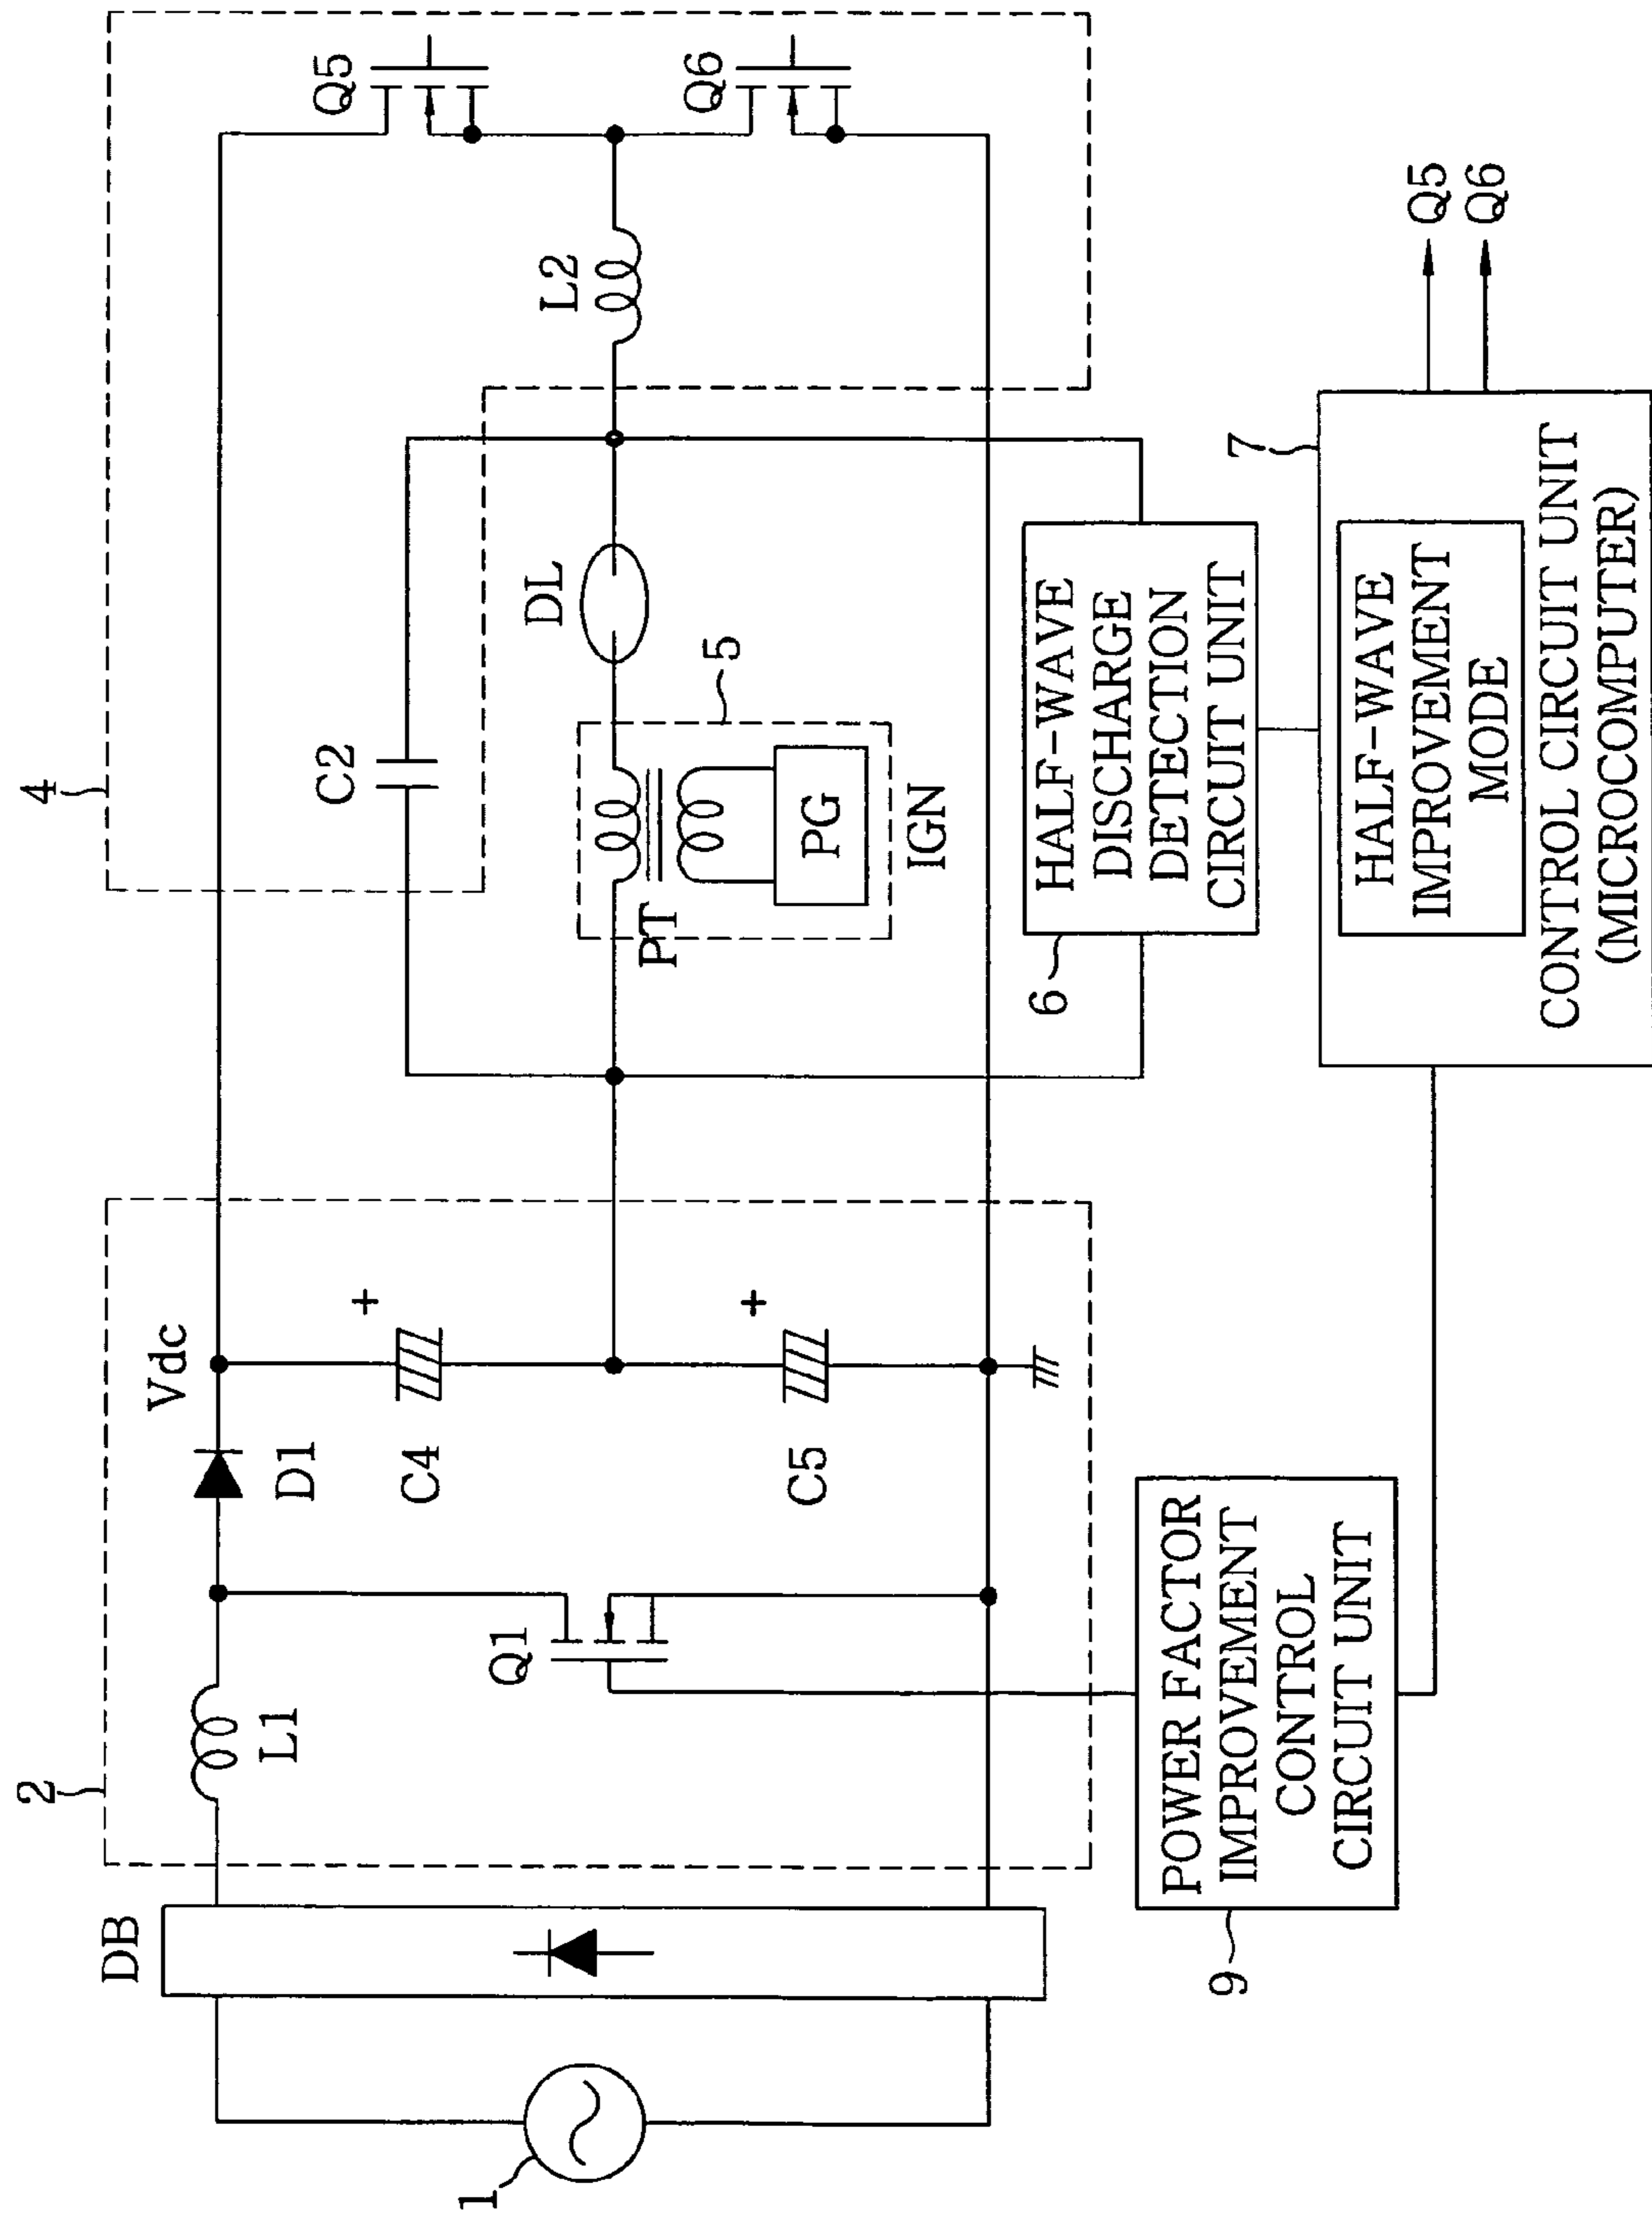 1
DB
2
L1
Q1
D1
Vdc
+
C4
+
C5
4
C2
PT
PG
IGN
5
DL
L2
Q5
Q6
9
POWER FACTOR
IMPROVEMENT
CONTROL
CIRCUIT UNIT
6
HALF-WAVE
DISCHARGE
DETECTION
CIRCUIT UNIT
7
HALF-WAVE
IMPROVEMENT
MODE
CONTROL CIRCUIT UNIT
(MICROCOMPUTER)
Q5
Q6